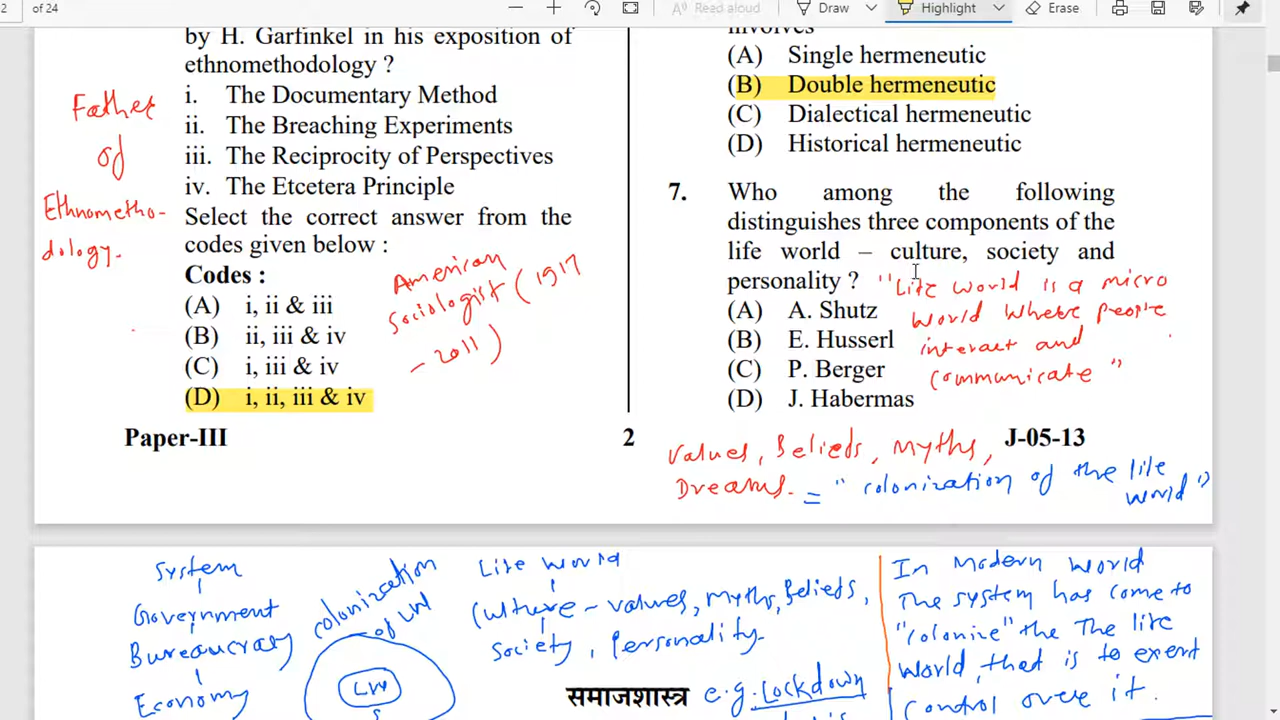 2 of 24
Read aloud
Draw
Highlight
Erase
by H. Garfinkel in his exposition of
ethnomethodology ?
i. The Documentary Method
ii. The Breaching Experiments
iii. The Reciprocity of Perspectives
iv. The Etcetera Principle
Select the correct answer from the
codes given below :
Codes :
(A) i, ii & iii
(B) ii, iii & iv
(C) i, iii & iv
(D) i, ii, iii & iv
Father
of
Ethnometho-
dology.
American
Sociologist (1917
- 2011)
involves
(A) Single hermeneutic
(B) Double hermeneutic
(C) Dialectical hermeneutic
(D) Historical hermeneutic
7. Who among the following
distinguishes three components of the
life world – culture, society and
personality ?
(A) A. Shutz
(B) E. Husserl
(C) P. Berger
(D) J. Habermas
"Life world is a micro
world where people
interact and
communicate"
Paper-III
2
J-05-13
Values, Beliefs, Myths,
Dreams. = "colonization of the life
world"
System
Government
Bureaucracy
Economy
colonization
of LW
LW
S
Life world
Culture - values, myths, beliefs,
Society, Personality.
समाजशास्त्र
e.g. Lockdown
In Modern World
The system has come to
"colonize" the The life
world, that is to exert
control over it.